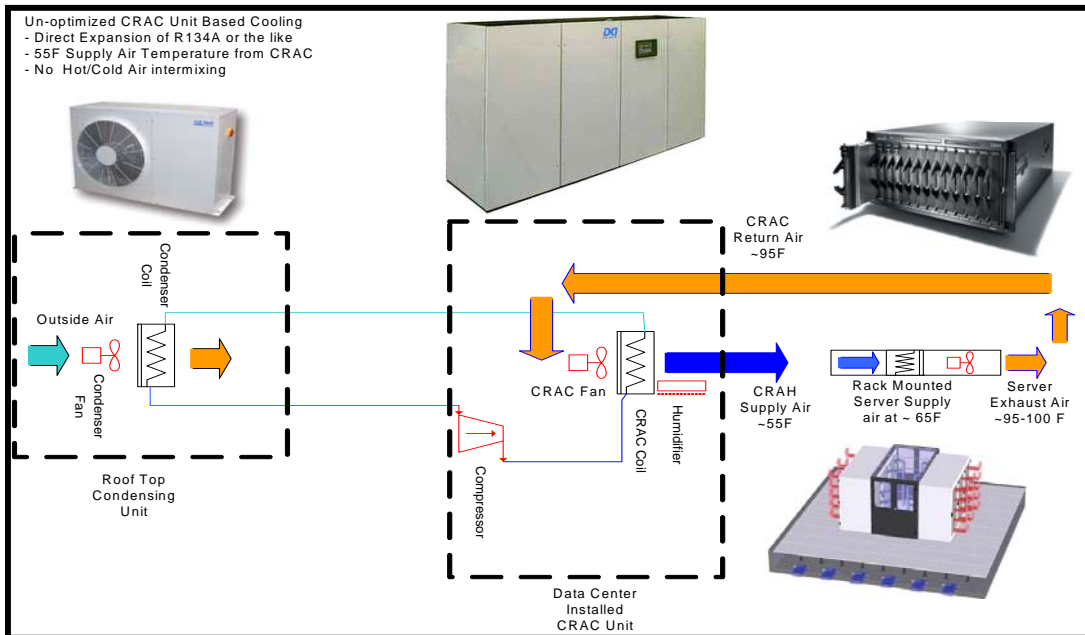 Un-optimized CRAC Unit Based Cooling
- Direct Expansion of R134A or the like
- 55F Supply Air Temperature from CRAC
- No Hot/Cold Air intermixing
CRAC
Return Air
~95F
Condenser
Coil
Outside Air
Condenser
Fan
CRAC Fan
CRAC Coil
Humidifier
CRAH
Supply Air
~55F
Rack Mounted
Server Supply
air at ~ 65F
Server
Exhaust Air
~95-100 F
Compressor
Roof Top
Condensing
Unit
Data Center
Installed
CRAC Unit